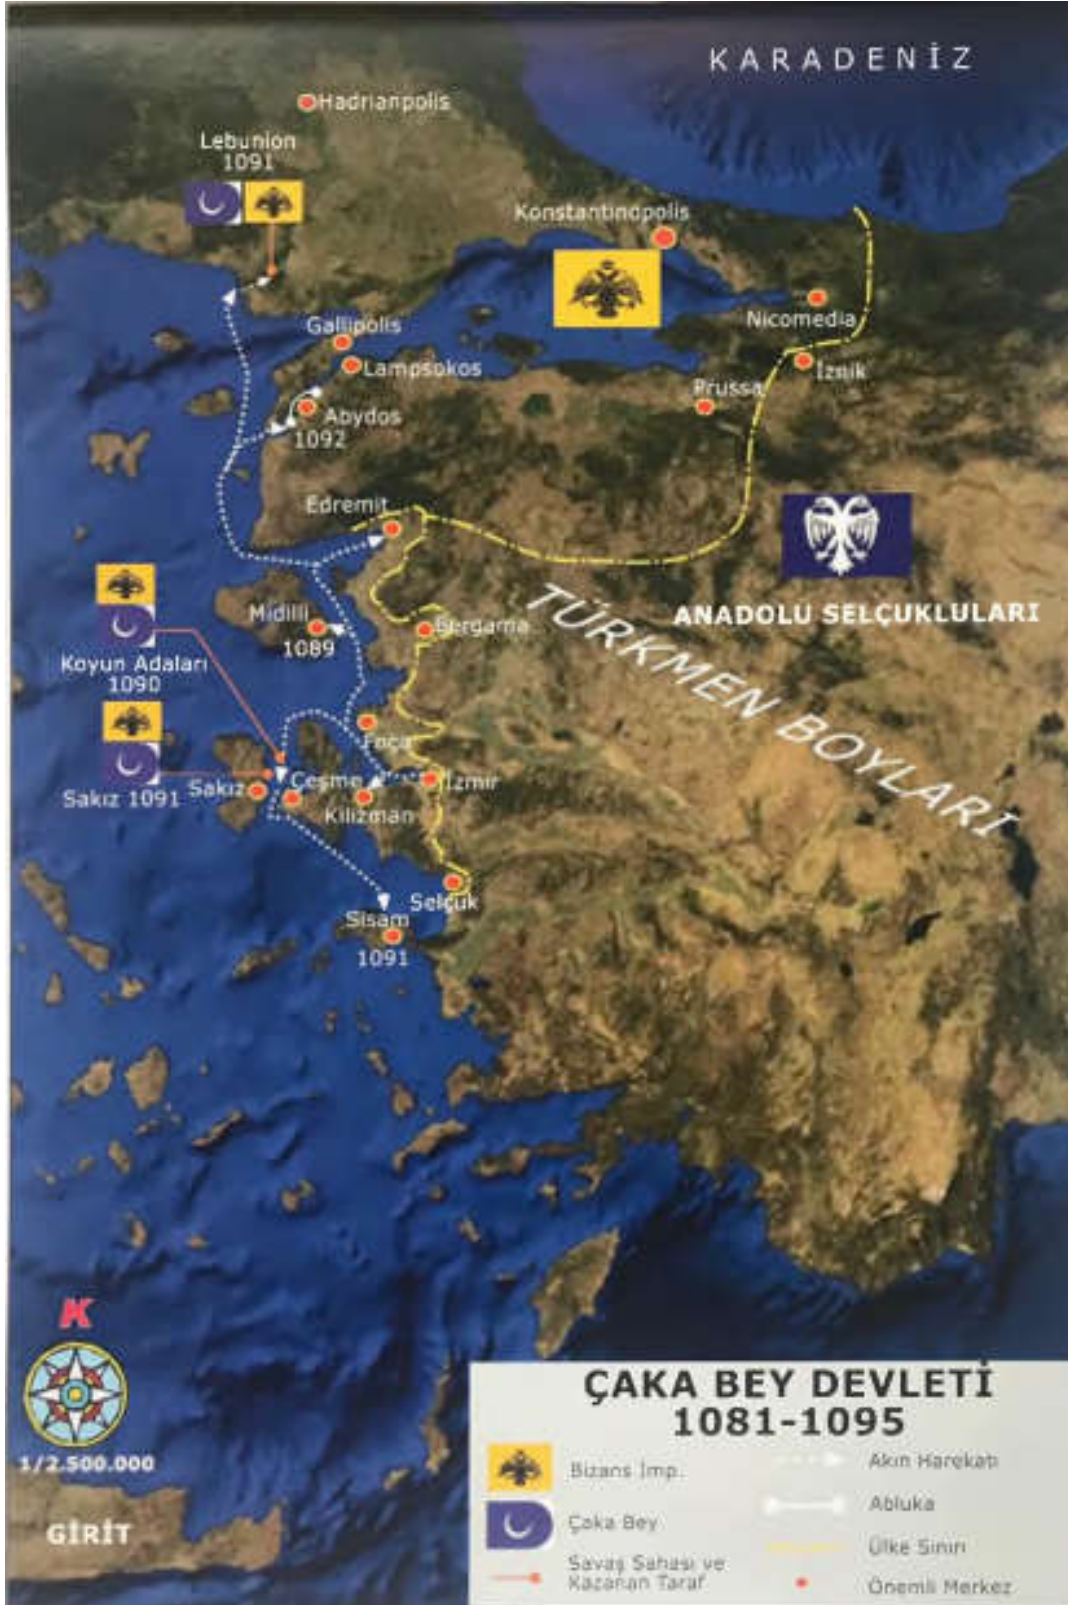 KARADENİZ
Hadrianpolis
Lebunion
1091
Konstantinopolis
Nicomedia
Gallipolis
Lampsokos
İznik
Prussa
Abydos
1092
Edremit
ANADOLU SELÇUKLULARI
TÜRKMEN BOYLARI
Midilli
1089
Bergama
Koyun Adaları
1090
Foça
Sakız 1091
Sakız
Çeşme
İzmir
Kilizman
Selçuk
Sisam
1091
K
1/2.500.000
GİRİT
ÇAKA BEY DEVLETİ
1081-1095
Bizans İmp.
Çaka Bey
Savaş Sahası ve
Kazanan Taraf
Akın Harekatı
Abluka
Ülke Sınırı
Önemli Merkez